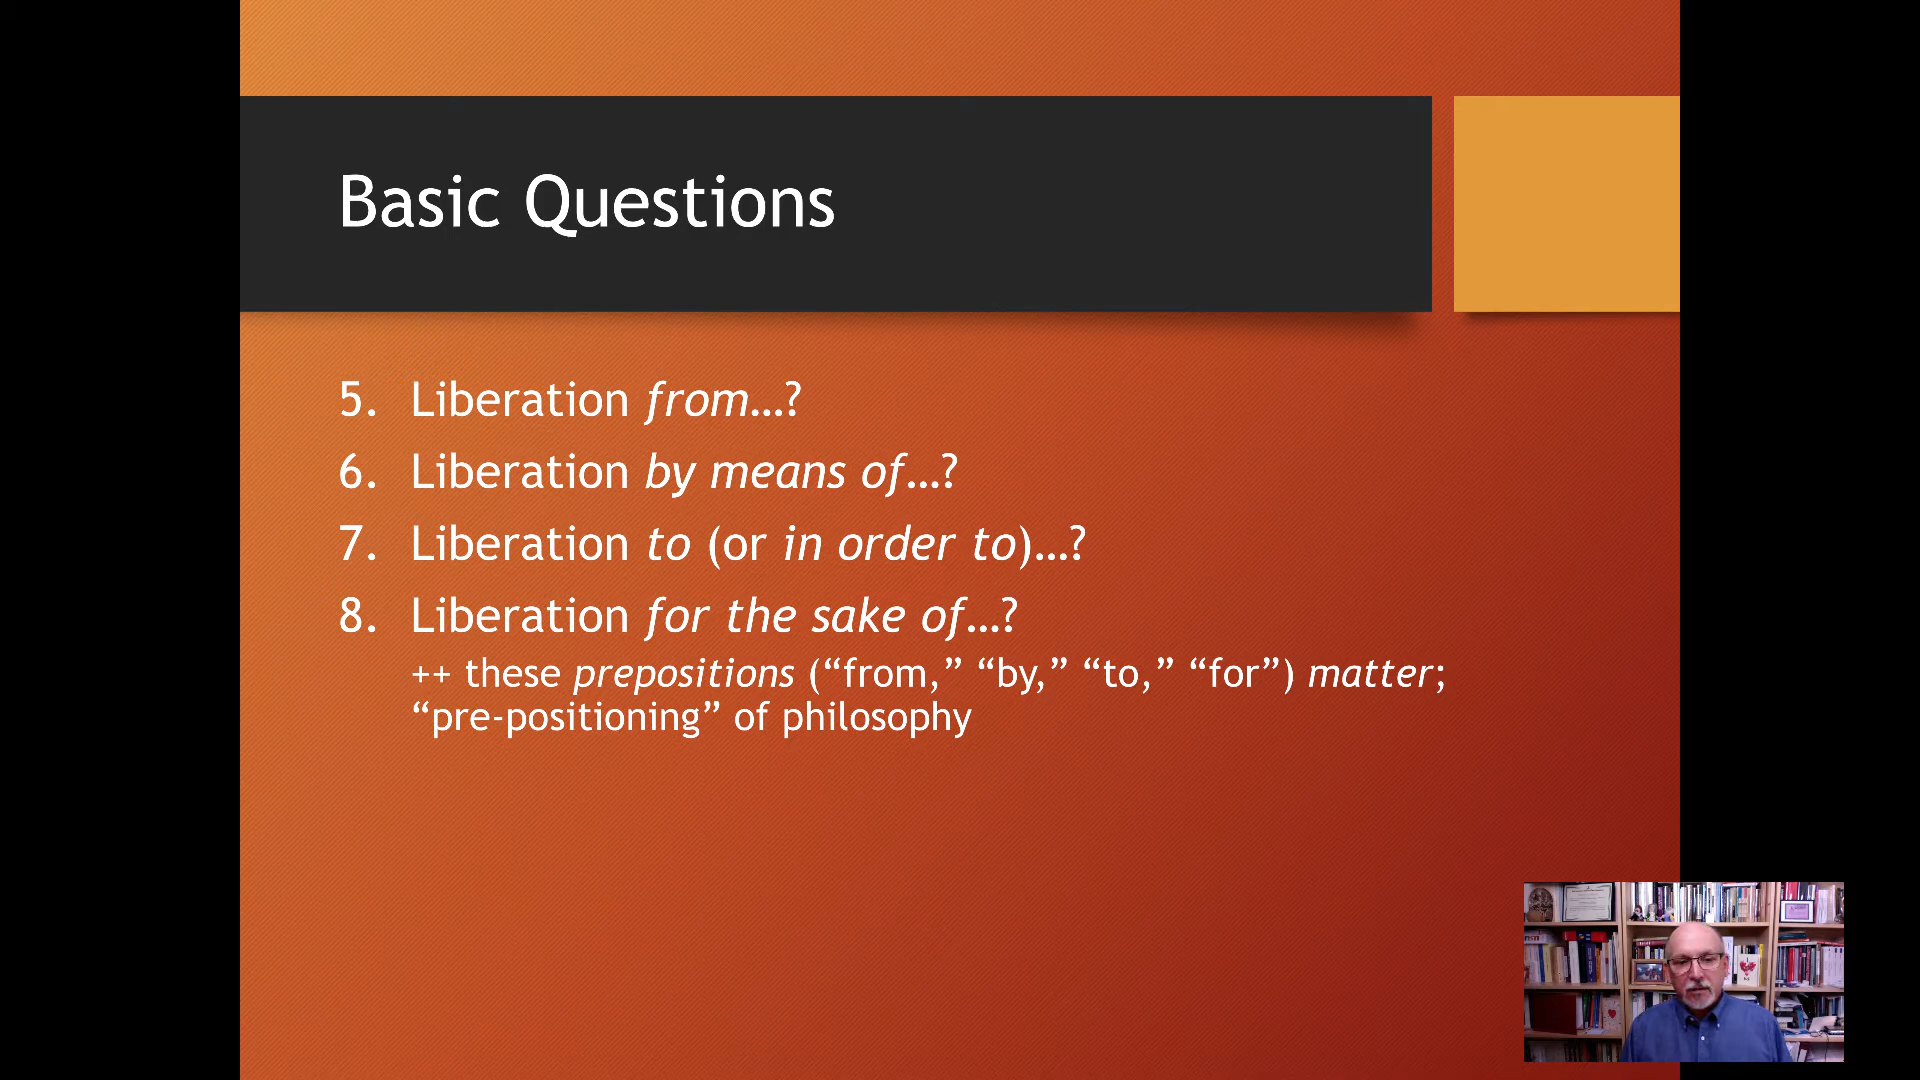 Basic Questions
5. Liberation from…?
6. Liberation by means of…?
7. Liberation to (or in order to)…?
8. Liberation for the sake of…?
++ these prepositions (“from,” “by,” “to,” “for”) matter;
“pre-positioning” of philosophy